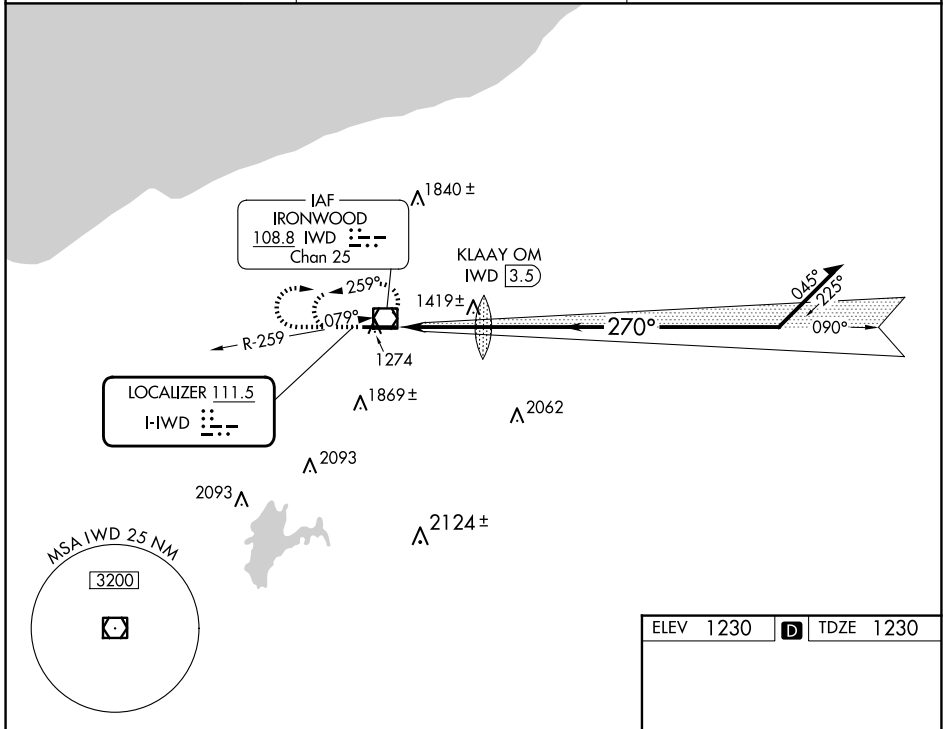 IAF
IRONWOOD
108.8 IWD
Chan 25
1840 ±
KLAAY OM
IWD 3.5
259°
079°
R-259
1419 ±
1274
270°
045°
225°
090°
LOCALIZER 111.5
I-IWD
1869 ±
2062
2093
2093
2124 ±
MSA IWD 25 NM
3200
ELEV 1230 D TDZE 1230